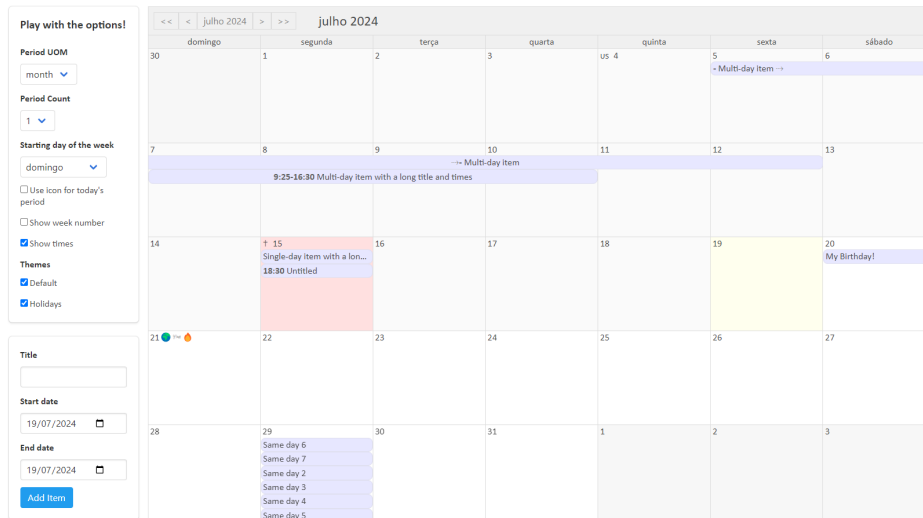 Play with the options!
Period UOM
month
Period Count
1
Starting day of the week
domingo
Use icon for today's
period
Show week number
Show times
Themes
Default
Holidays
Title
Start date
19/07/2024
End date
19/07/2024
Add Item
<< < julho 2024 > >> julho 2024
domingo segunda terça quarta quinta sexta sábado
30 1 2 3 US 4 5 6
Multi-day item →
7 8 9 10 11 12 13
Multi-day item
9:25-16:30 Multi-day item with a long title and times
14 † 15 16 17 18 19 20
Single-day item with a lon... My Birthday!
18:30 Untitled
21 22 23 24 25 26 27
28 29 30 31 1 2 3
Same day 6
Same day 7
Same day 2
Same day 3
Same day 4
Same day 5